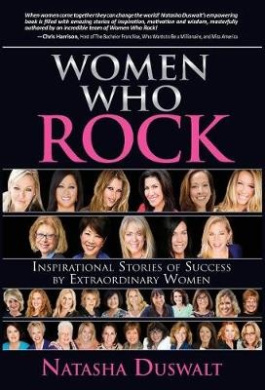 When women come together they can change the world! Natasha Duswalt's empowering
book is filled with amazing stories of inspiration, motivation and wisdom, masterfully
authored by an incredible team of Women Who Rock!
— Chris Harrison, Host of The Bachelor Franchise, Who Wants to Be a Millionaire, and Miss America
WOMEN
WHO
ROCK
INSPIRATIONAL STORIES OF SUCCESS
BY EXTRAORDINARY WOMEN
NATASHA DUSWALT